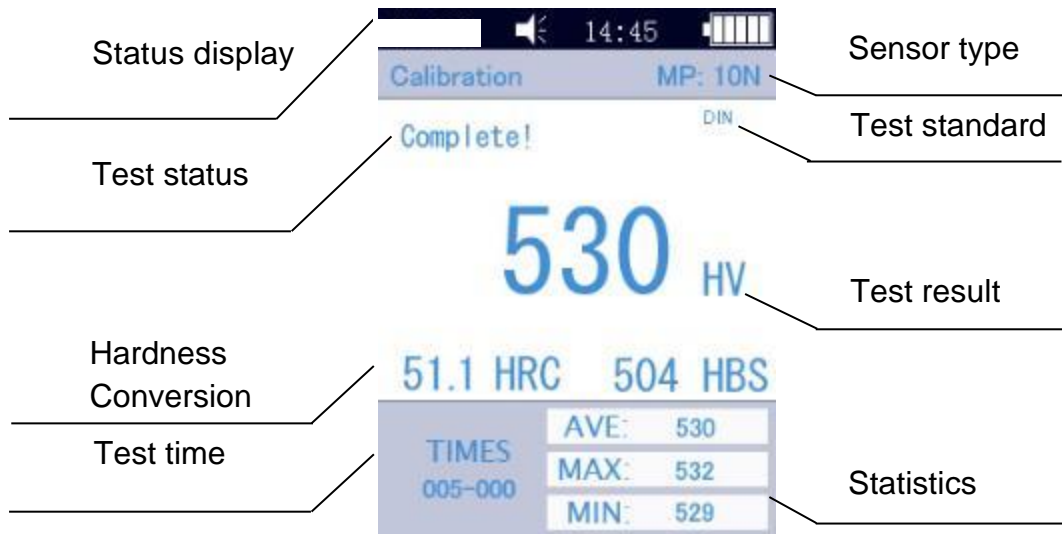 Status display
Test status
Hardness
Conversion
Test time
14:45
Calibration MP: 10N
DIN
Complete!
530 HV
51.1 HRC 504 HBS
TIMES
005-000
AVE: 530
MAX: 532
MIN: 529
Sensor type
Test standard
Test result
Statistics